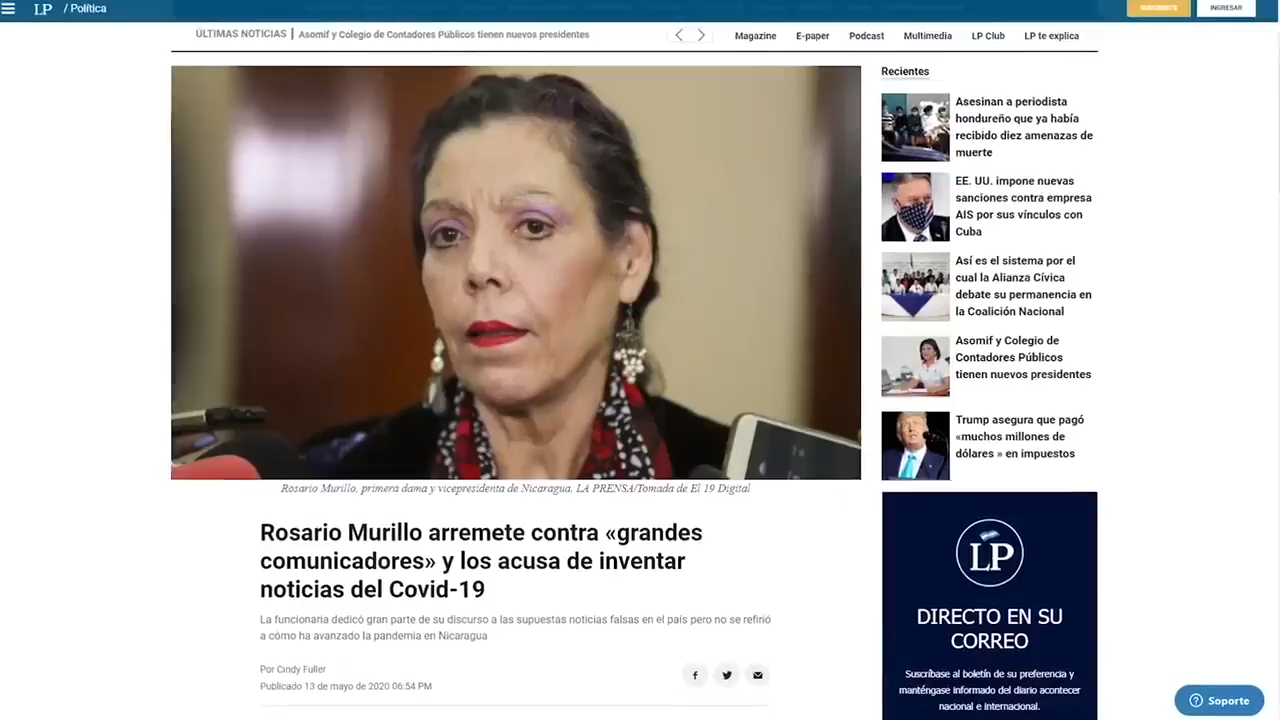 LP / Política
SUSCRIBITE
INGRESAR
ÚLTIMAS NOTICIAS | Asomif y Colegio de Contadores Públicos tienen nuevos presidentes
Magazine E-paper Podcast Multimedia LP Club LP te explica
Recientes
Asesinan a periodista
hondureño que ya había
recibido diez amenazas de
muerte
EE. UU. impone nuevas
sanciones contra empresa
AIS por sus vínculos con
Cuba
Así es el sistema por el
cual la Alianza Cívica
debate su permanencia en
la Coalición Nacional
Asomif y Colegio de
Contadores Públicos
tienen nuevos presidentes
Trump asegura que pagó
«muchos millones de
dólares » en impuestos
Rosario Murillo, primera dama y vicepresidenta de Nicaragua. LA PRENSA/Tomada de El 19 Digital
Rosario Murillo arremete contra «grandes
comunicadores» y los acusa de inventar
noticias del Covid-19
La funcionaria dedicó gran parte de su discurso a las supuestas noticias falsas en el país pero no se refirió
a cómo ha avanzado la pandemia en Nicaragua
Por Cindy Fuller
Publicado 13 de mayo de 2020 06:54 PM
LP
DIRECTO EN SU
CORREO
Suscríbase al boletín de su preferencia y
manténgase informado del diario acontecer
nacional e internacional.
Soporte